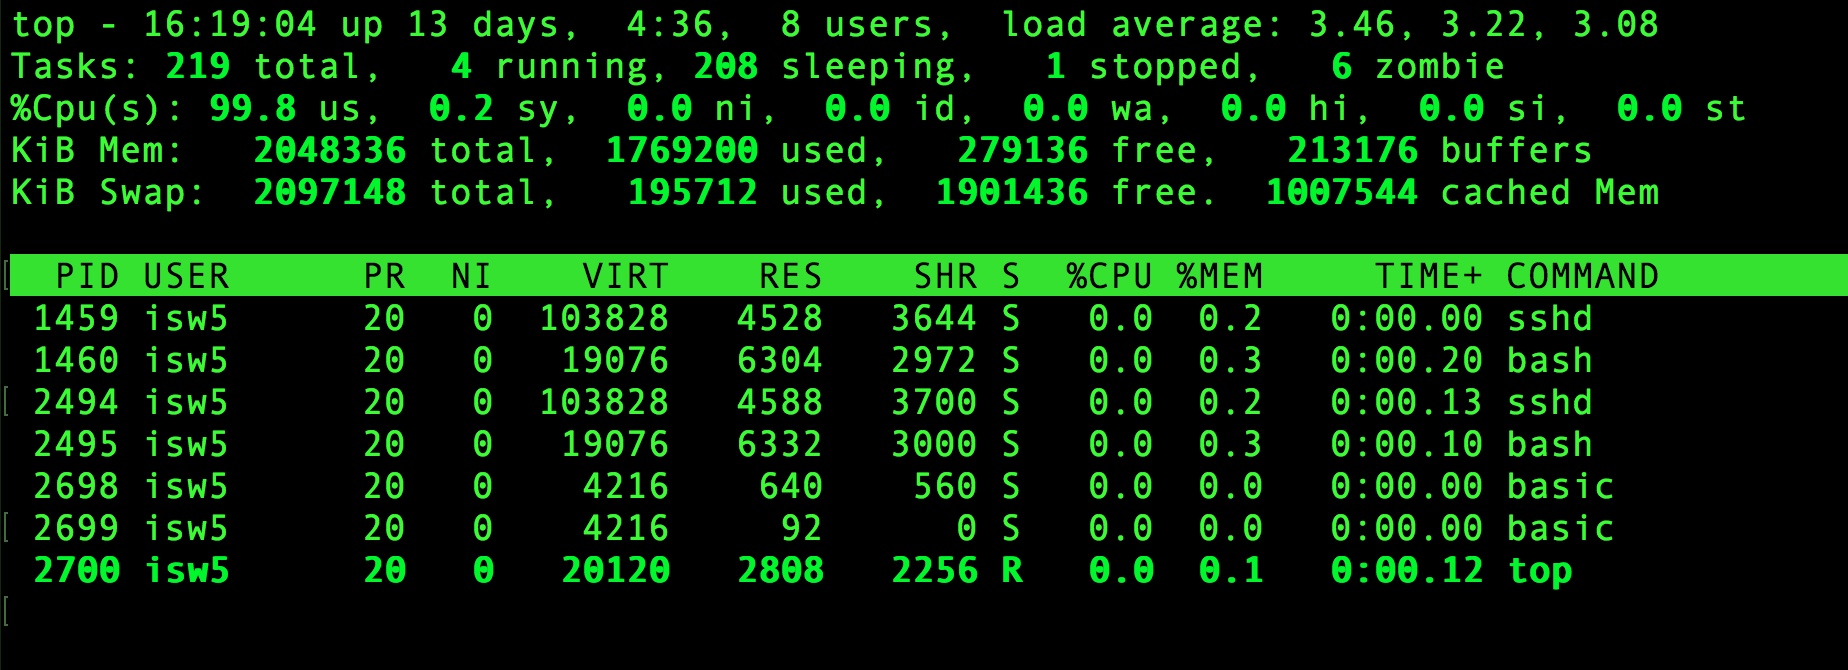 top - 16:19:04 up 13 days,  4:36,  8 users,  load average: 3.46, 3.22, 3.08
Tasks: 219 total,   4 running, 208 sleeping,   1 stopped,   6 zombie
%Cpu(s): 99.8 us,  0.2 sy,  0.0 ni,  0.0 id,  0.0 wa,  0.0 hi,  0.0 si,  0.0 st
KiB Mem:   2048336 total,  1769200 used,   279136 free,   213176 buffers
KiB Swap:  2097148 total,   195712 used,  1901436 free.  1007544 cached Mem

  PID USER      PR  NI    VIRT    RES    SHR S  %CPU %MEM     TIME+ COMMAND
 1459 isw5      20   0  103828   4528   3644 S   0.0  0.2   0:00.00 sshd
 1460 isw5      20   0   19076   6304   2972 S   0.0  0.3   0:00.20 bash
 2494 isw5      20   0  103828   4588   3700 S   0.0  0.2   0:00.13 sshd
 2495 isw5      20   0   19076   6332   3000 S   0.0  0.3   0:00.10 bash
 2698 isw5      20   0    4216    640    560 S   0.0  0.0   0:00.00 basic
 2699 isw5      20   0    4216     92      0 S   0.0  0.0   0:00.00 basic
 2700 isw5      20   0   20120   2808   2256 R   0.0  0.1   0:00.12 top